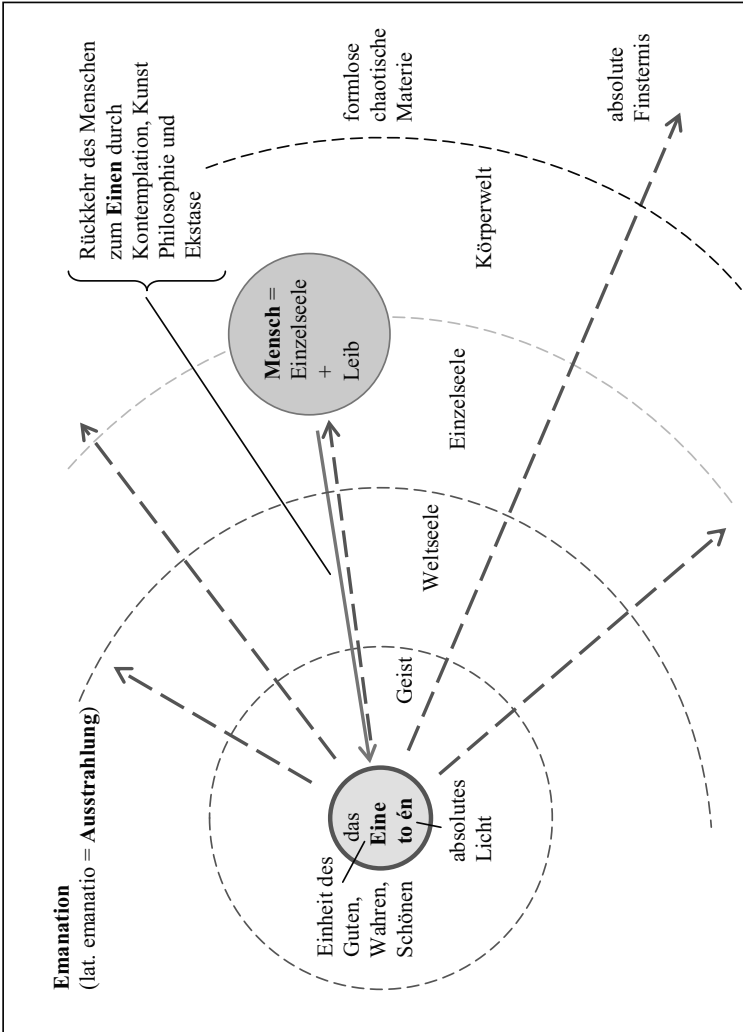 Emanation
(lat. emanatio = Ausstrahlung)
Rückkehr des Menschen
zum Einen durch
Kontemplation, Kunst
Philosophie und
Ekstase
Einheit des
Guten,
Wahren,
Schönen
das
Eine
to én
absolutes
Licht
Geist
Weltseele
Einzelseele
Mensch =
Einzelseele
+
Leib
Körperwelt
formlose
chaotische
Materie
absolute
Finsternis